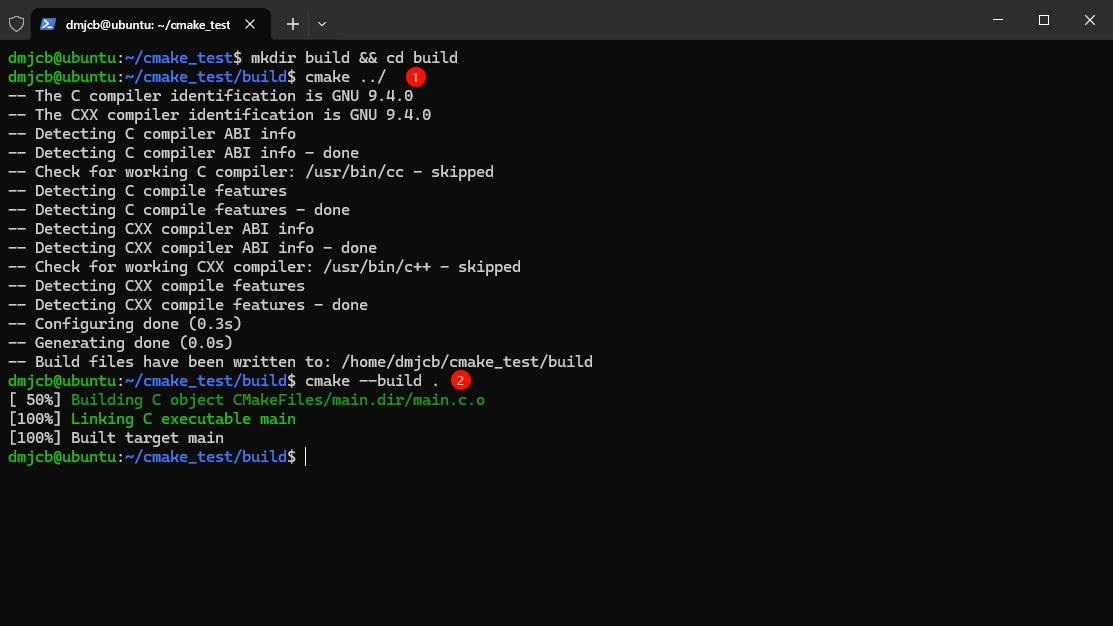 dmjcb@ubuntu: ~/cmake_test
dmjcb@ubuntu:~/cmake_test$ mkdir build && cd build
dmjcb@ubuntu:~/cmake_test/build$ cmake ../ 1
-- The C compiler identification is GNU 9.4.0
-- The CXX compiler identification is GNU 9.4.0
-- Detecting C compiler ABI info
-- Detecting C compiler ABI info - done
-- Check for working C compiler: /usr/bin/cc - skipped
-- Detecting C compile features
-- Detecting C compile features - done
-- Detecting CXX compiler ABI info
-- Detecting CXX compiler ABI info - done
-- Check for working CXX compiler: /usr/bin/c++ - skipped
-- Detecting CXX compile features
-- Detecting CXX compile features - done
-- Configuring done (0.3s)
-- Generating done (0.0s)
-- Build files have been written to: /home/dmjcb/cmake_test/build
dmjcb@ubuntu:~/cmake_test/build$ cmake --build . 2
[ 50%] Building C object CMakeFiles/main.dir/main.c.o
[100%] Linking C executable main
[100%] Built target main
dmjcb@ubuntu:~/cmake_test/build$